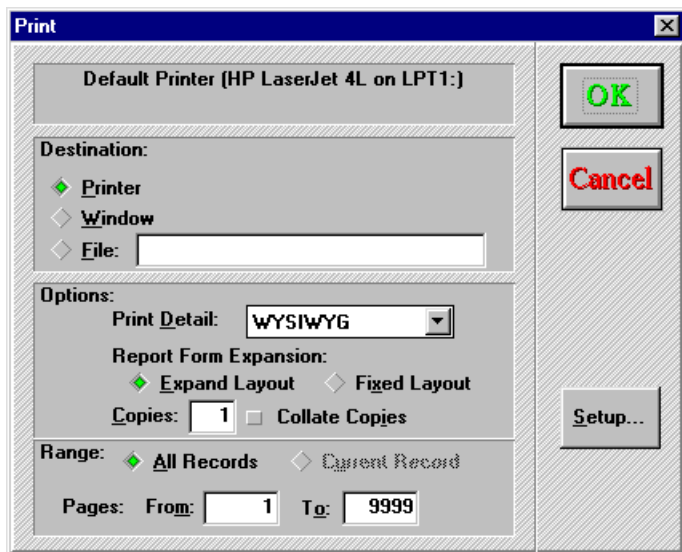 Print
Default Printer (HP LaserJet 4L on LPT1:)
OK
Destination:
Printer
Window
File:
Cancel
Options:
Print Detail: WYSIWYG
Report Form Expansion:
Expand Layout Fixed Layout
Copies: 1 Collate Copies
Setup...
Range: All Records Current Record
Pages: From: 1 To: 9999